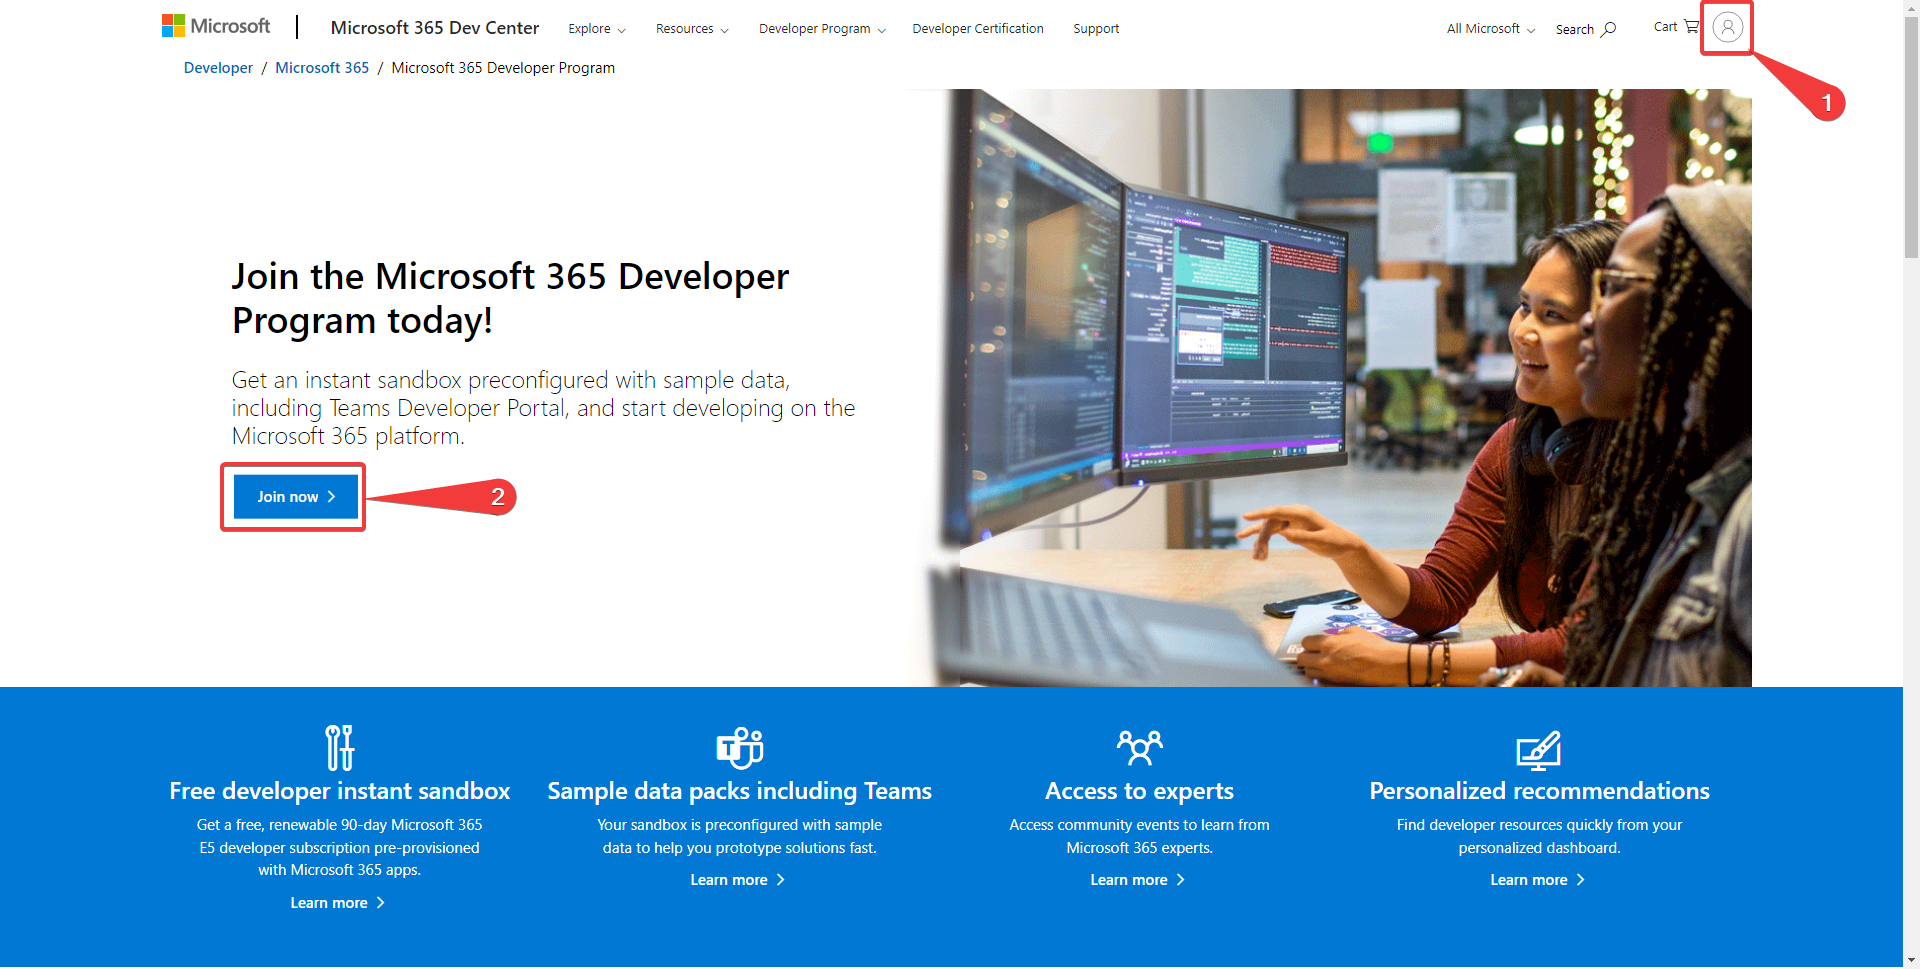 Microsoft
Microsoft 365 Dev Center
Explore
Resources
Developer Program
Developer Certification
Support
All Microsoft
Search
Cart
1
Developer / Microsoft 365 / Microsoft 365 Developer Program
Join the Microsoft 365 Developer
Program today!
Get an instant sandbox preconfigured with sample data,
including Teams Developer Portal, and start developing on the
Microsoft 365 platform.
Join now
2
Free developer instant sandbox
Get a free, renewable 90-day Microsoft 365
E5 developer subscription pre-provisioned
with Microsoft 365 apps.
Learn more
Sample data packs including Teams
Your sandbox is preconfigured with sample
data to help you prototype solutions fast.
Learn more
Access to experts
Access community events to learn from
Microsoft 365 experts.
Learn more
Personalized recommendations
Find developer resources quickly from your
personalized dashboard.
Learn more